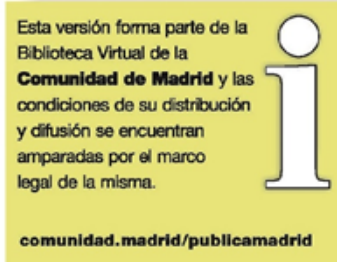 Esta versión forma parte de la
Biblioteca Virtual de la
Comunidad de Madrid y las
condiciones de su distribución
y difusión se encuentran
amparadas por el marco
legal de la misma.
i
comunidad.madrid/publicamadrid